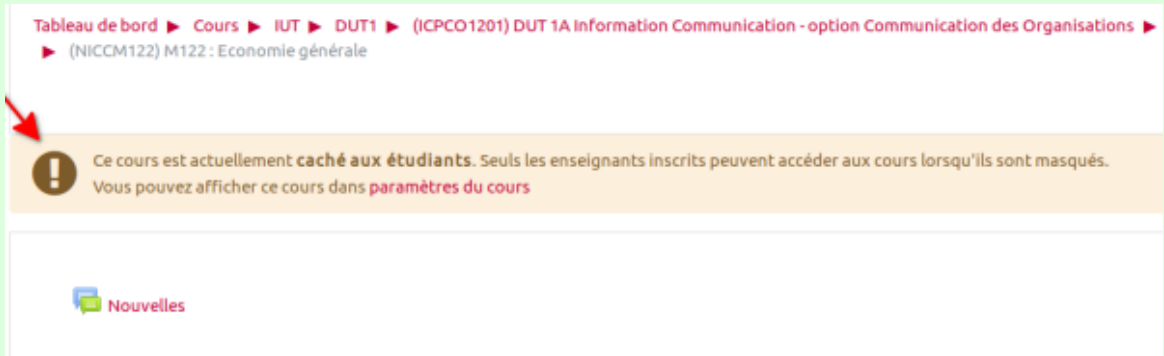 Tableau de bord ▶ Cours ▶ IUT ▶ DUT1 ▶ (ICPCO1201) DUT 1A Information Communication - option Communication des Organisations ▶
▶ (NICCM122) M122 : Economie générale
Ce cours est actuellement caché aux étudiants. Seuls les enseignants inscrits peuvent accéder aux cours lorsqu'ils sont masqués.
Vous pouvez afficher ce cours dans paramètres du cours
Nouvelles